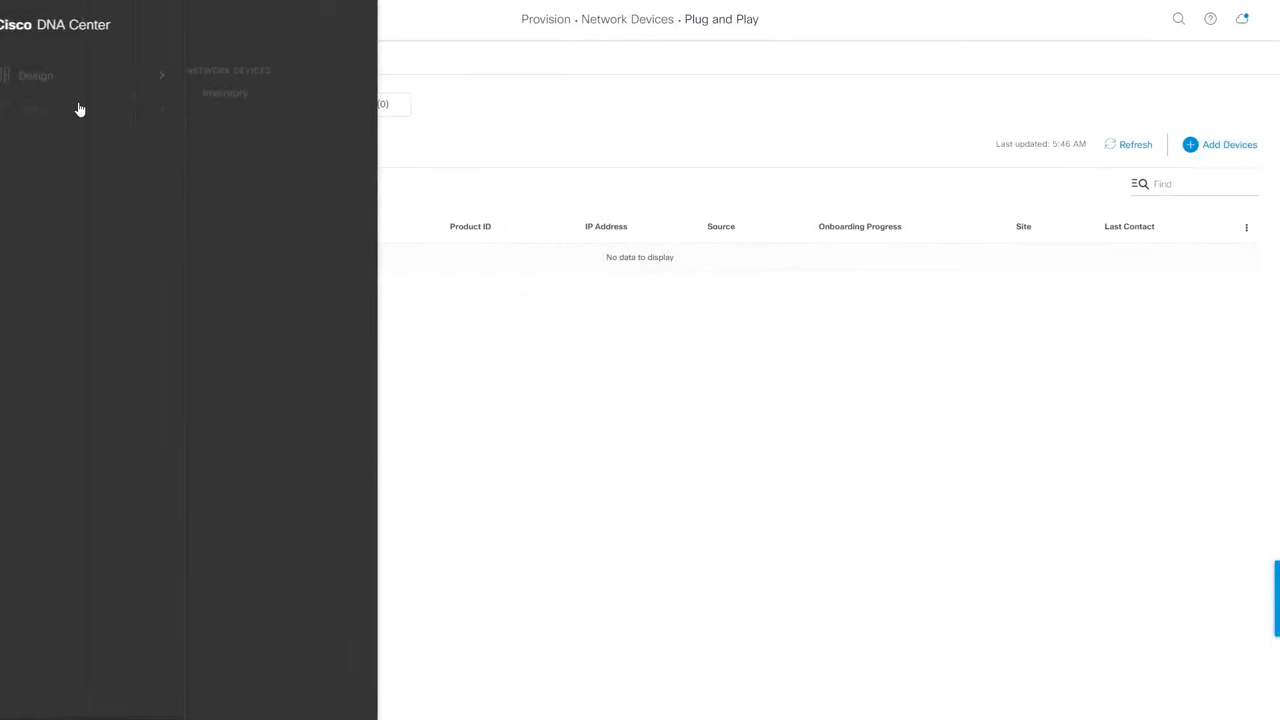 Cisco DNA Center
Provision • Network Devices • Plug and Play
Design
NETWORK DEVICES
Inventory
(0)
Last updated: 5:46 AM
Refresh
Add Devices
Find
Product ID
IP Address
Source
Onboarding Progress
Site
Last Contact
No data to display